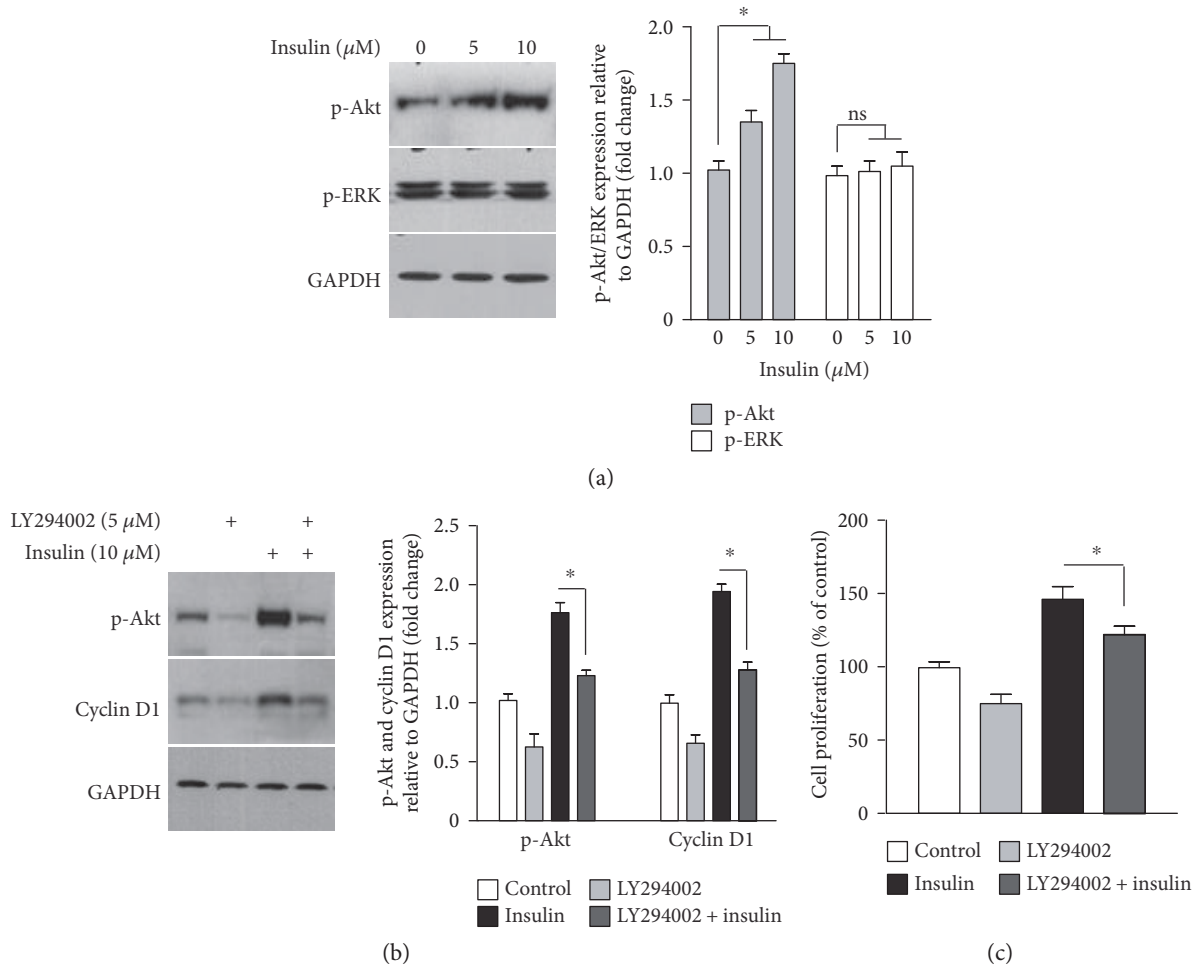 Insulin (μM) 0 5 10
p-Akt
p-ERK
GAPDH
p-Akt/ERK expression relative
to GAPDH (fold change)
2.0
1.5
1.0
0.5
0
*
ns
0 5 10 0 5 10
Insulin (μM)
p-Akt
p-ERK
(a)
LY294002 (5 μM) + +
Insulin (10 μM) + +
p-Akt
Cyclin D1
GAPDH
p-Akt and cyclin D1 expression
relative to GAPDH (fold change)
2.5
2.0
1.5
1.0
0.5
0
*
*
p-Akt Cyclin D1
Control LY294002
Insulin LY294002 + insulin
(b)
Cell proliferation (% of control)
200
150
100
50
0
*
Control LY294002
Insulin LY294002 + insulin
(c)